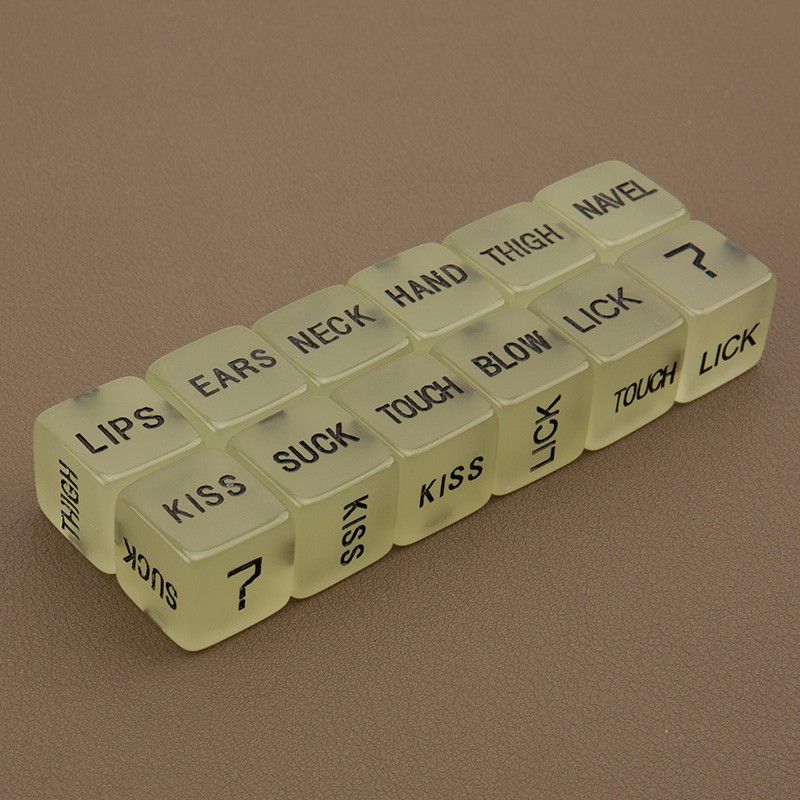 NAVEL
THIGH
HAND
NECK
EARS
LIPS
?
LICK
BLOW
TOUCH
SUCK
KISS
LICK
TOUCH
LICK
KISS
KISS
?
SUCK
THIGH